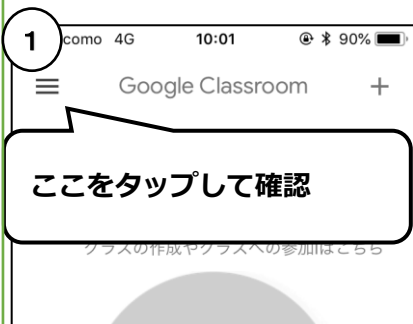 1
como 4G 10:01 90%
Google Classroom
ここをタップして確認
クラスの作成やクラスへの参加はこちら